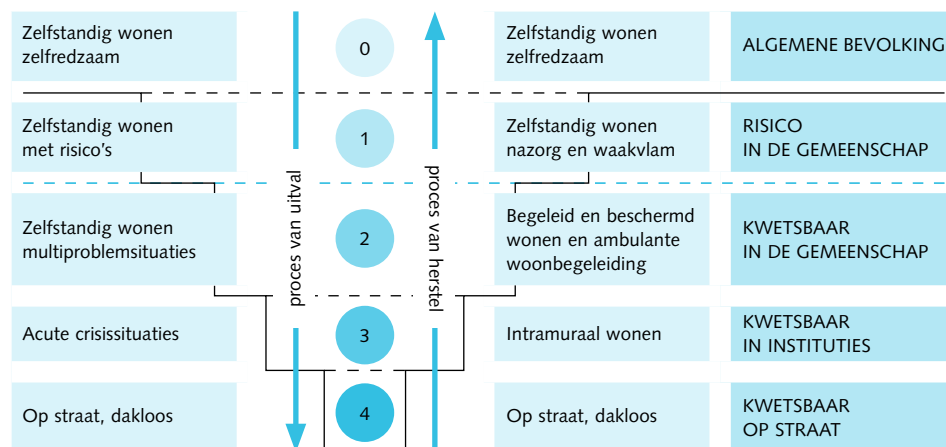 Zelfstandig wonen
zelfredzaam
0
Zelfstandig wonen
zelfredzaam
ALGEMENE BEVOLKING
Zelfstandig wonen
met risico's
1
Zelfstandig wonen
nazorg en waakvlam
RISICO
IN DE GEMEENSCHAP
proces van uitval
proces van herstel
Zelfstandig wonen
multiproblemsituaties
2
Begeleid en beschermd
wonen en ambulante
woonbegeleiding
KWETSBAAR
IN DE GEMEENSCHAP
Acute crisissituaties
3
Intramuraal wonen
KWETSBAAR
IN INSTITUTIES
Op straat, dakloos
4
Op straat, dakloos
KWETSBAAR
OP STRAAT